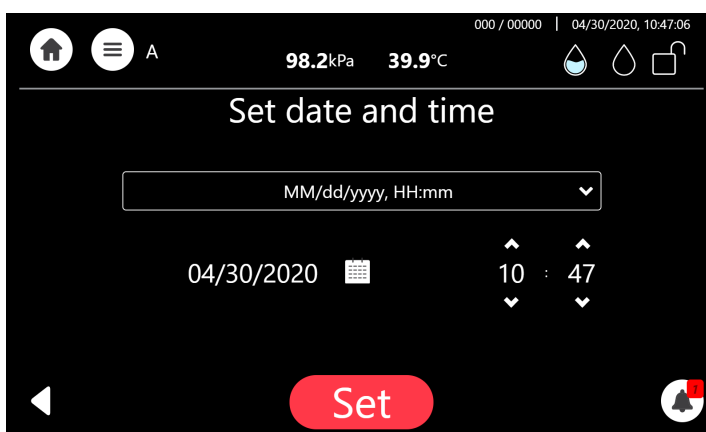 000 / 00000 | 04/30/2020, 10:47:06
A
98.2kPa 39.9°C
Set date and time
MM/dd/yyyy, HH:mm
04/30/2020 10 : 47
Set